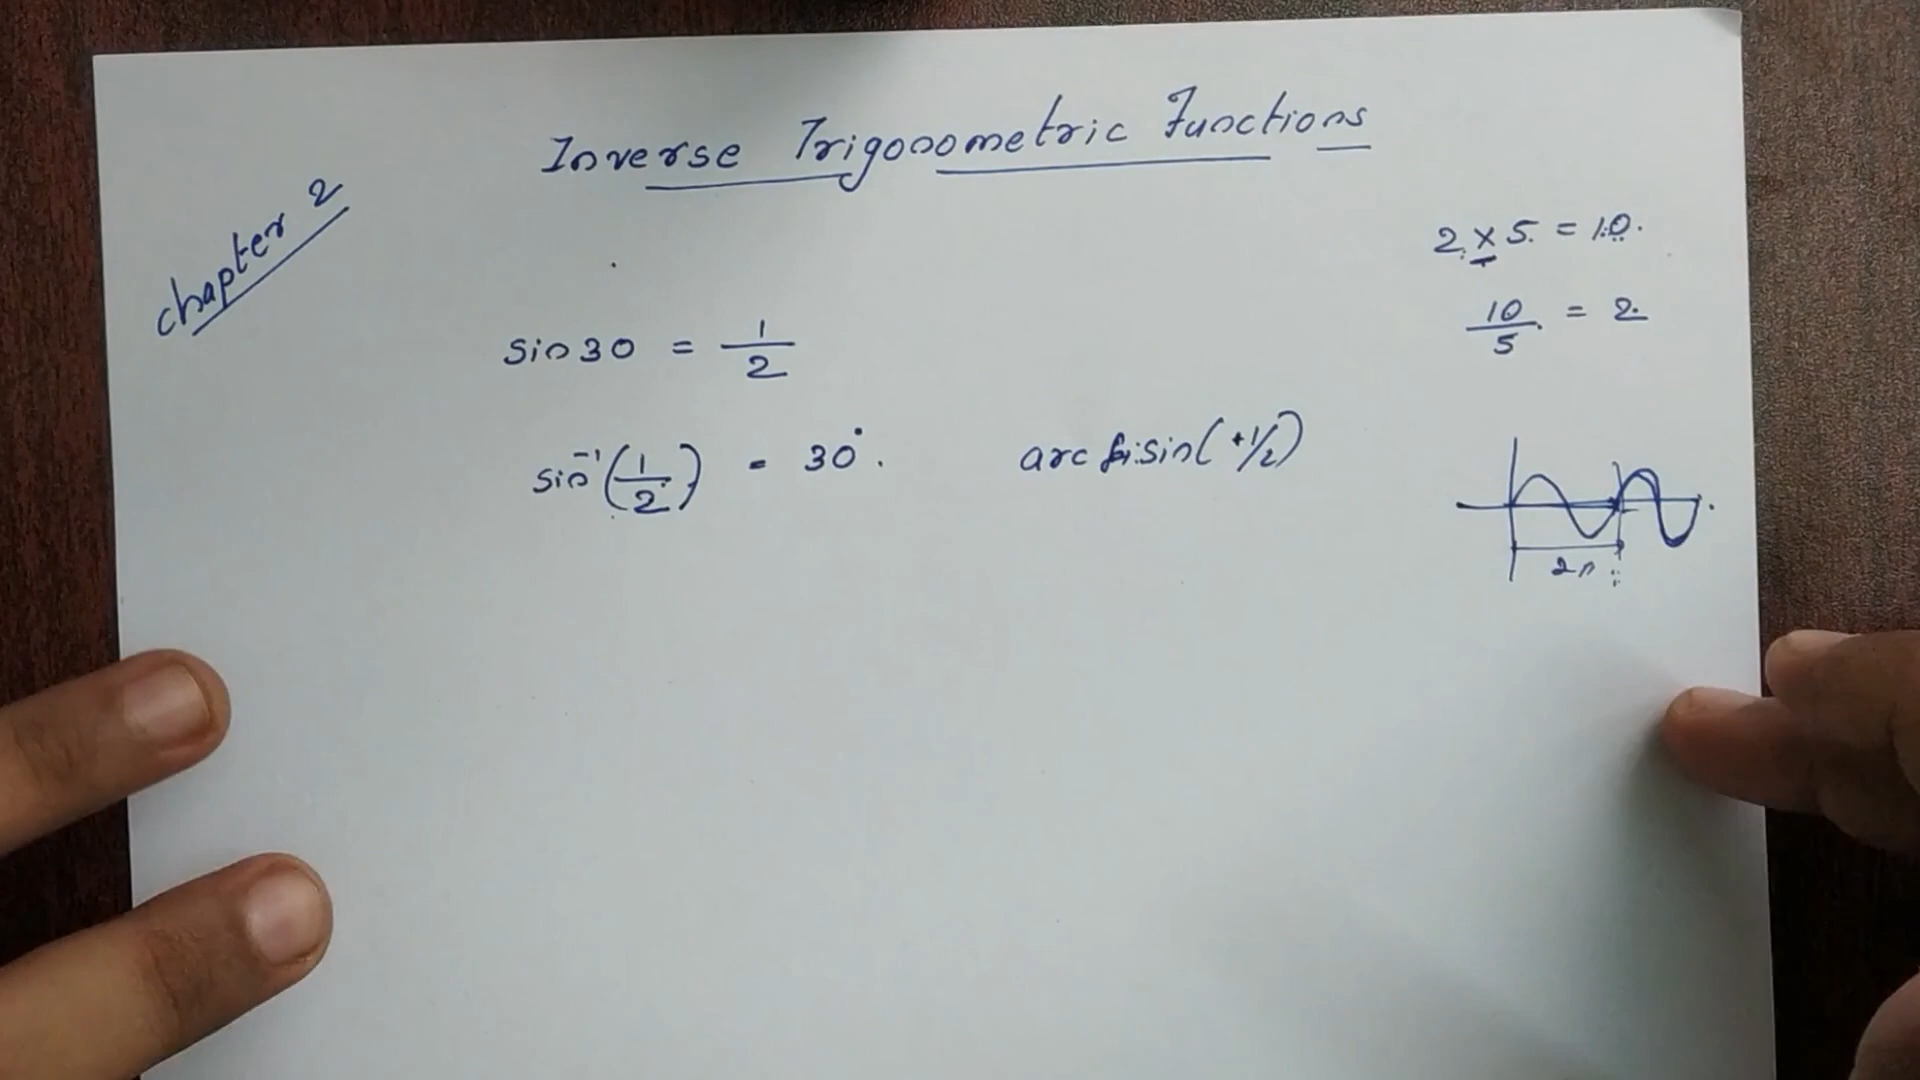 Inverse Trigonometric Functions
chapter 2
2 x 5 = 10.
10/5 = 2
sin 30 = 1/2
sin⁻¹(1/2) = 30°.
arc sin(+1/2)
2π